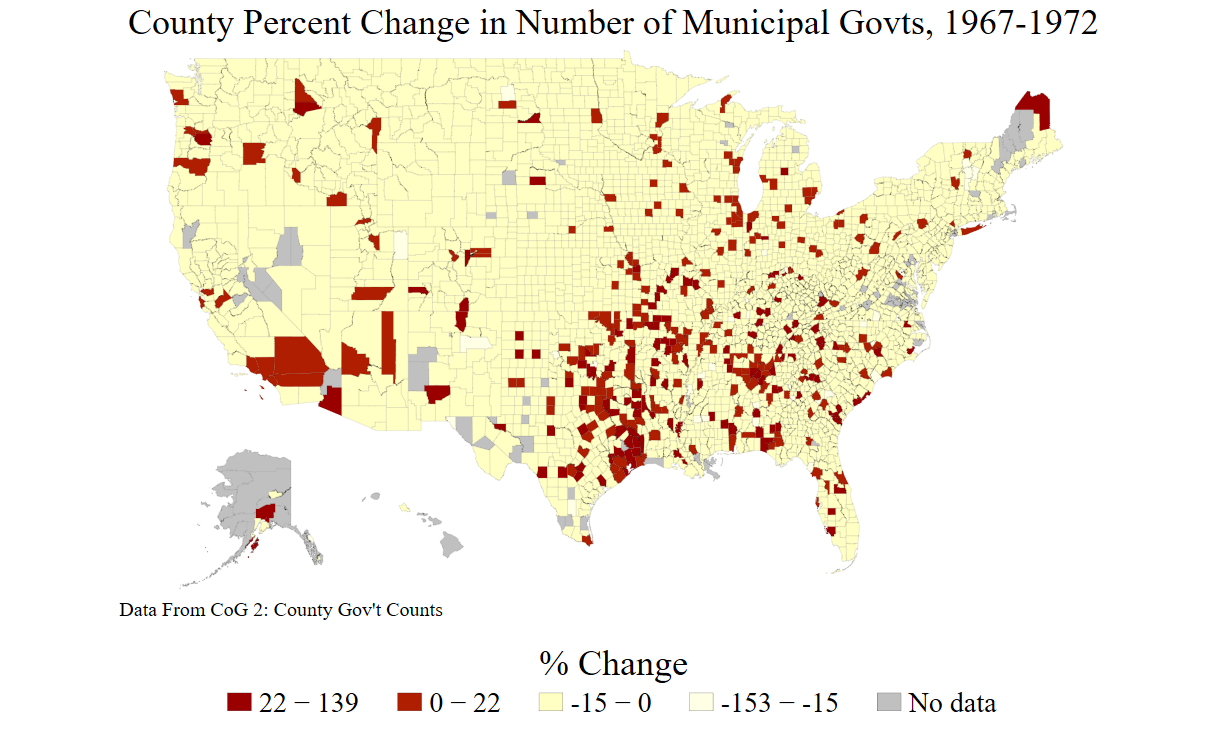 County Percent Change in Number of Municipal Govts, 1967-1972
Data From CoG 2: County Gov't Counts
% Change
22 − 139
0 − 22
-15 − 0
-153 − -15
No data